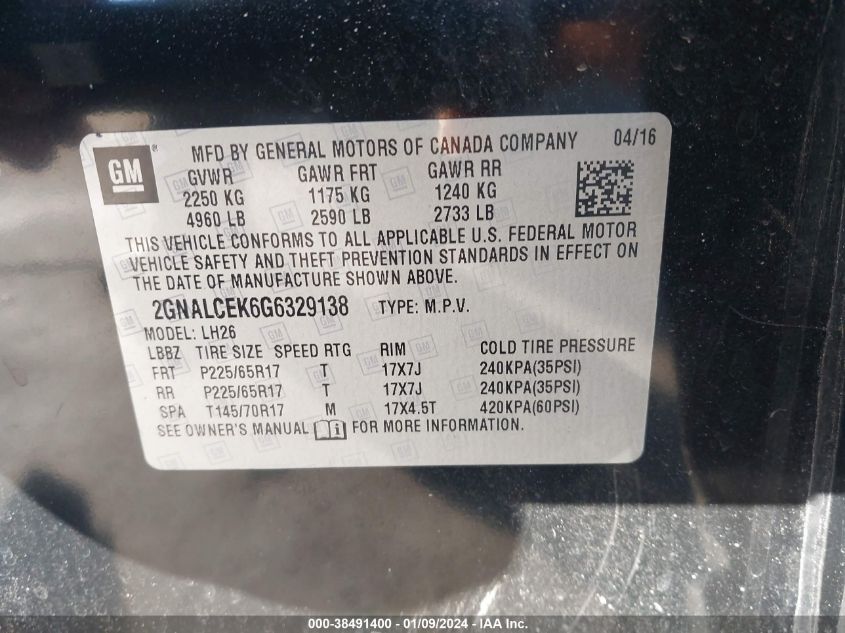 GM
MFD BY GENERAL MOTORS OF CANADA COMPANY 04/16
GVWR GAWR FRT GAWR RR
2250 KG 1175 KG 1240 KG
4960 LB 2590 LB 2733 LB
THIS VEHICLE CONFORMS TO ALL APPLICABLE U.S. FEDERAL MOTOR
VEHICLE SAFETY AND THEFT PREVENTION STANDARDS IN EFFECT ON
THE DATE OF MANUFACTURE SHOWN ABOVE.
2GNALCEK6G6329138 TYPE: M.P.V.
MODEL: LH26
LBBZ TIRE SIZE SPEED RTG RIM COLD TIRE PRESSURE
FRT P225/65R17 T 17X7J 240KPA(35PSI)
RR P225/65R17 T 17X7J 240KPA(35PSI)
SPA T145/70R17 M 17X4.5T 420KPA(60PSI)
SEE OWNER'S MANUAL FOR MORE INFORMATION.
000-38491400 - 01/09/2024 - IAA Inc.